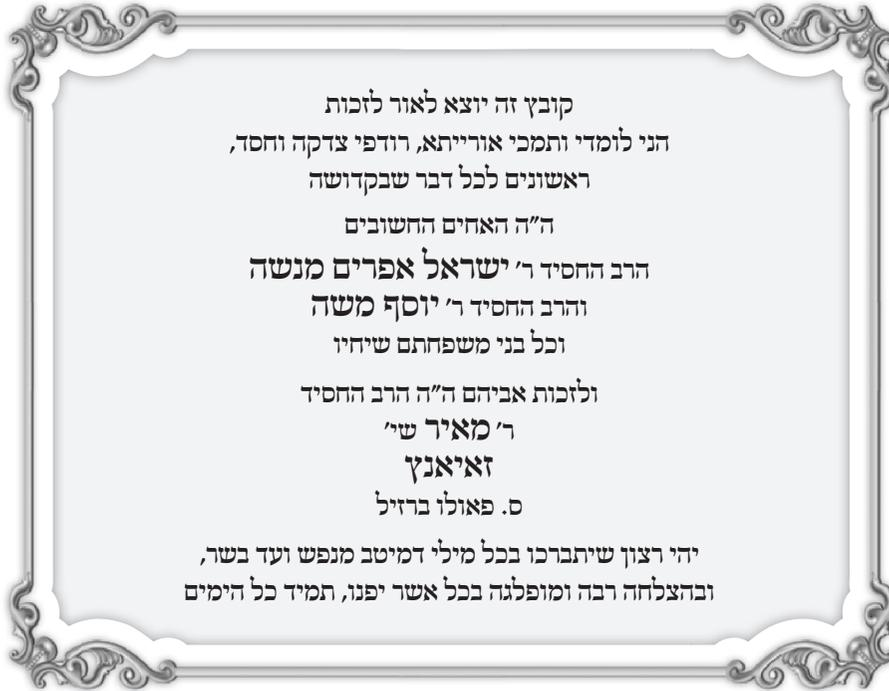 קובץ זה יוצא לאור לזכות
הני לומדי ותמכי אורייתא, רודפי צדקה וחסד,
ראשונים לכל דבר שבקדושה
ה״ה האחים החשובים
הרב החסיד ר׳ ישראל אפרים מנשה
והרב החסיד ר׳ יוסף משה
וכל בני משפחתם שיחיו
ולזכות אביהם ה״ה הרב החסיד
ר׳ מאיר שי׳
זאיאנץ
ס. פאולו ברזיל
יהי רצון שיתברכו בכל מילי דמיטב מנפש ועד בשר,
ובהצלחה רבה ומופלגה בכל אשר יפנו, תמיד כל הימים